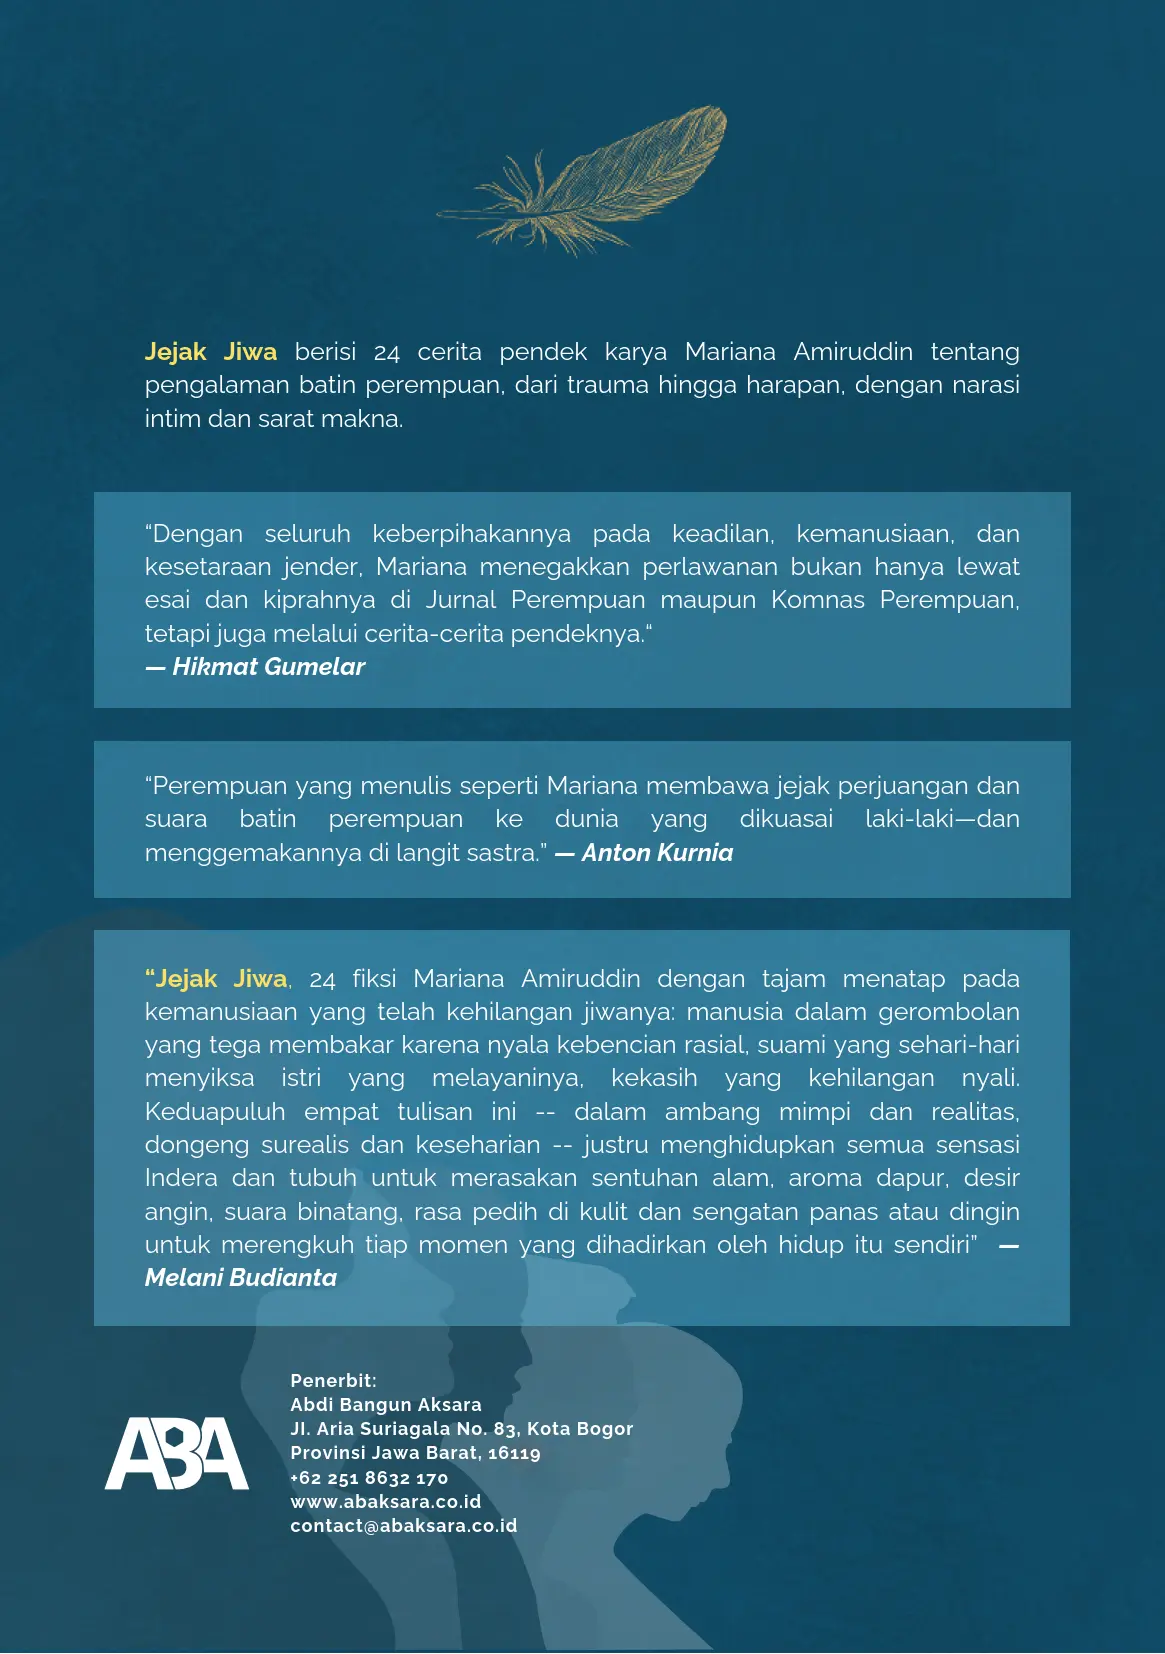 Jejak Jiwa berisi 24 cerita pendek karya Mariana Amiruddin tentang
pengalaman batin perempuan, dari trauma hingga harapan, dengan narasi
intim dan sarat makna.
“Dengan seluruh keberpihakannya pada keadilan, kemanusiaan, dan
kesetaraan jender, Mariana menegakkan perlawanan bukan hanya lewat
esai dan kiprahnya di Jurnal Perempuan maupun Komnas Perempuan,
tetapi juga melalui cerita-cerita pendeknya.“
— Hikmat Gumelar
“Perempuan yang menulis seperti Mariana membawa jejak perjuangan dan
suara batin perempuan ke dunia yang dikuasai laki-laki—dan
menggemakannya di langit sastra.” — Anton Kurnia
“Jejak Jiwa, 24 fiksi Mariana Amiruddin dengan tajam menatap pada
kemanusiaan yang telah kehilangan jiwanya: manusia dalam gerombolan
yang tega membakar karena nyala kebencian rasial, suami yang sehari-hari
menyiksa istri yang melayaninya, kekasih yang kehilangan nyali.
Keduapuluh empat tulisan ini -- dalam ambang mimpi dan realitas,
dongeng surealis dan keseharian -- justru menghidupkan semua sensasi
Indera dan tubuh untuk merasakan sentuhan alam, aroma dapur, desir
angin, suara binatang, rasa pedih di kulit dan sengatan panas atau dingin
untuk merengkuh tiap momen yang dihadirkan oleh hidup itu sendiri” —
Melani Budianta
ABA
Penerbit:
Abdi Bangun Aksara
Jl. Aria Suriagala No. 83, Kota Bogor
Provinsi Jawa Barat, 16119
+62 251 8632 170
www.abaksara.co.id
contact@abaksara.co.id